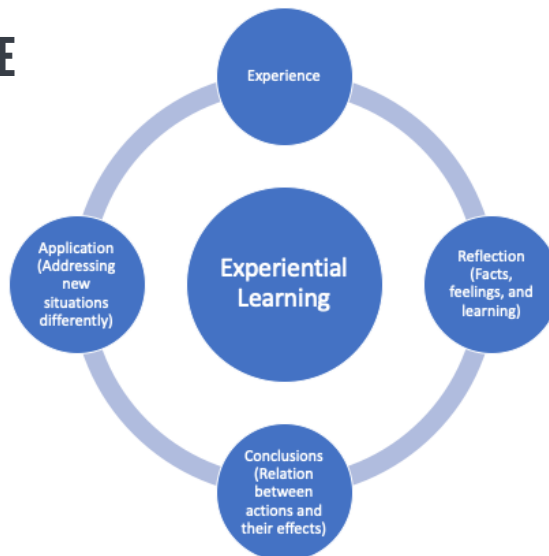 E
Experience
Experiential
Learning
Application
(Addressing
new
situations
differently)
Reflection
(Facts,
feelings, and
learning)
Conclusions
(Relation
between
actions and
their effects)